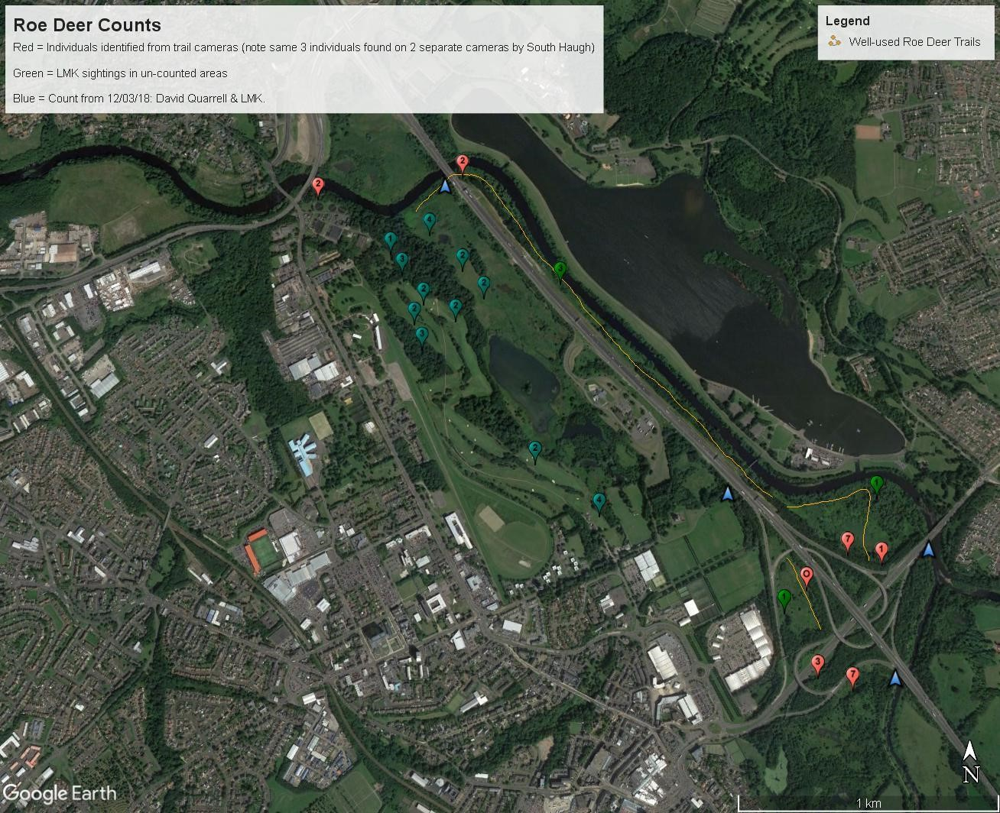 Roe Deer Counts
Red = Individuals identified from trail cameras (note same 3 individuals found on 2 separate cameras by South Haugh)
Green = LMK sightings in un-counted areas
Blue = Count from 12/03/18: David Quarrell & LMK.
Legend
Well-used Roe Deer Trails
2
2
4
1
2
3
2
2
2
2
3
2
1
4
7
1
0
1
3
7
N
Google Earth
1 km